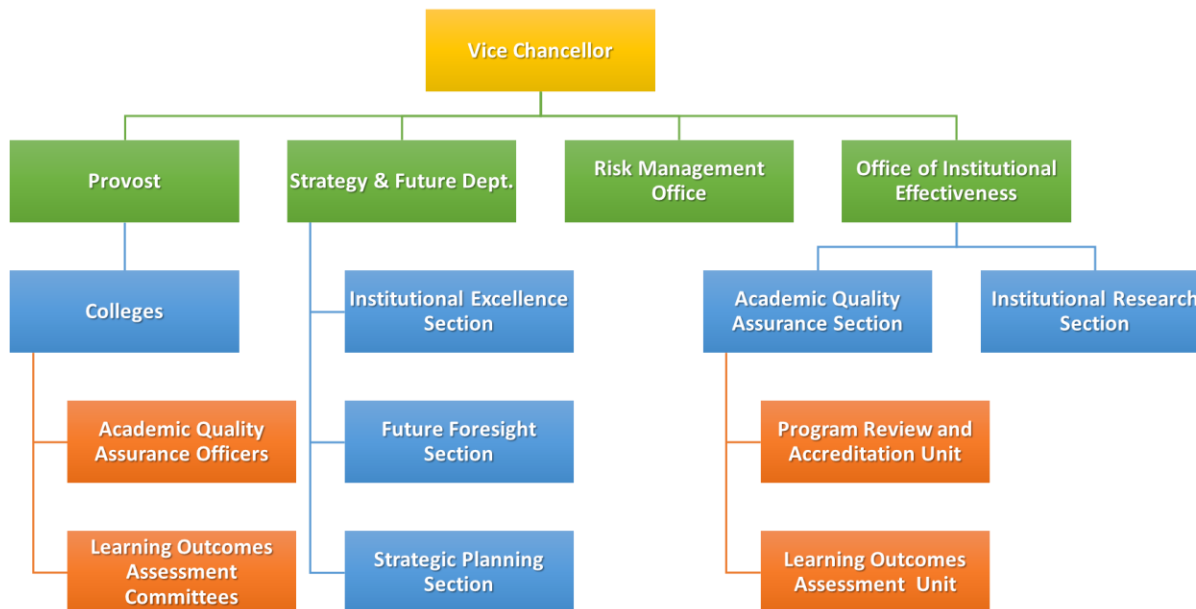 Vice Chancellor
Provost
Strategy & Future Dept.
Risk Management
Office
Office of Institutional
Effectiveness
Colleges
Institutional Excellence
Section
Academic Quality
Assurance Section
Institutional Research
Section
Academic Quality
Assurance Officers
Future Foresight
Section
Program Review and
Accreditation Unit
Learning Outcomes
Assessment
Committees
Strategic Planning
Section
Learning Outcomes
Assessment Unit